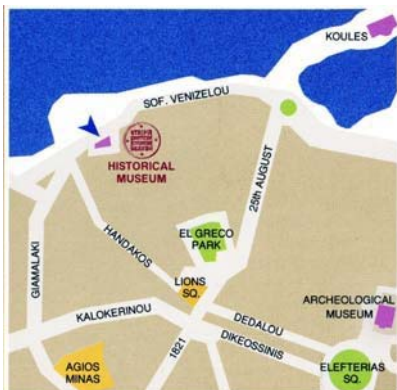 KOULES
SOF. VENIZELOU
HISTORICAL
MUSEUM
25th AUGUST
EL GRECO
PARK
HANDAKOS
GIAMALAKI
LIONS
SQ.
KALOKERINOU
DEDALOU
DIKEOSSINIS
ARCHEOLOGICAL
MUSEUM
1821
AGIOS
MINAS
ELEFTERIAS
SQ.